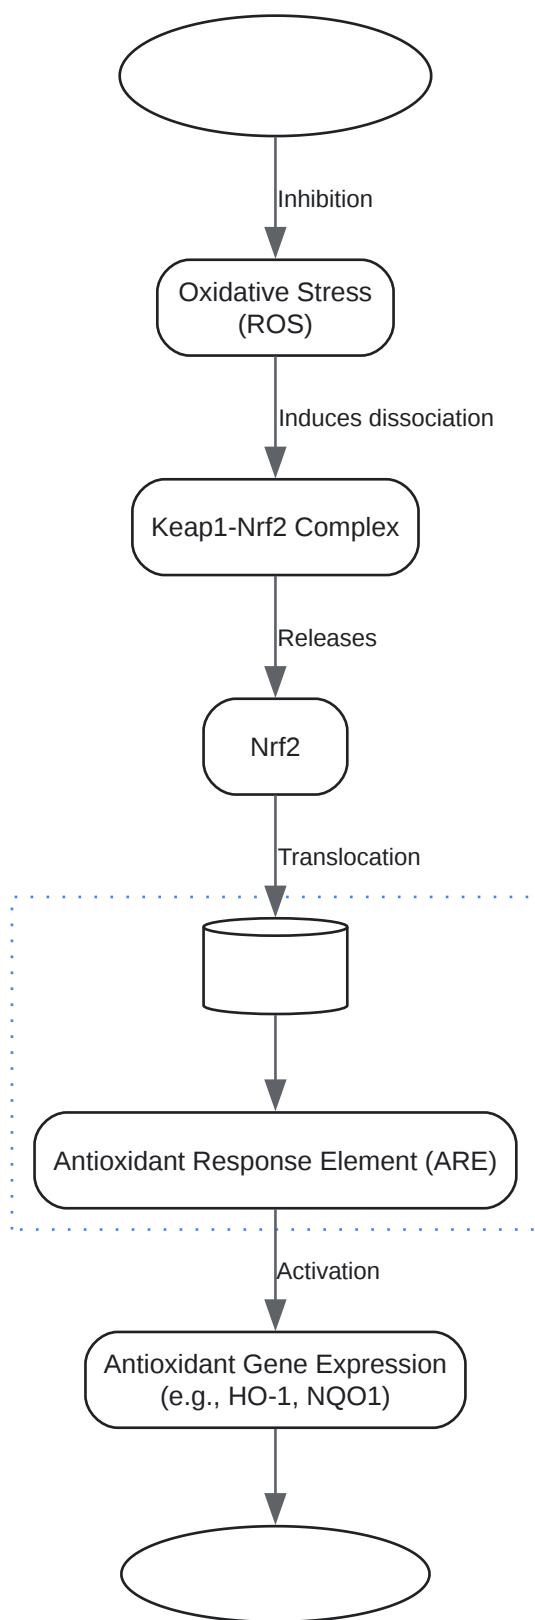 Inhibition
Oxidative Stress
(ROS)
Induces dissociation
Keap1-Nrf2 Complex
Releases
Nrf2
Translocation
Antioxidant Response Element (ARE)
Activation
Antioxidant Gene Expression
(e.g., HO-1, NQO1)